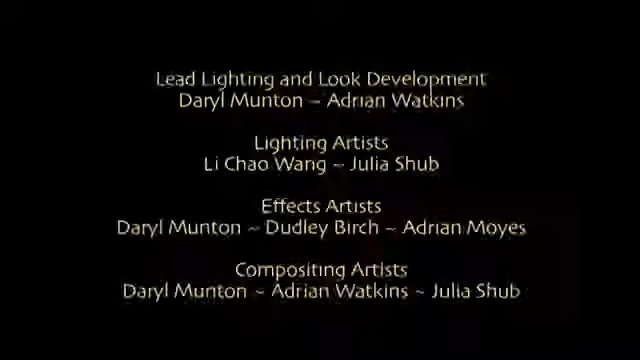 Lead Lighting and Look Development
Daryl Munton ~ Adrian Watkins
Lighting Artists
Li Chao Wang ~ Julia Shub
Effects Artists
Daryl Munton ~ Dudley Birch ~ Adrian Moyes
Compositing Artists
Daryl Munton ~ Adrian Watkins ~ Julia Shub